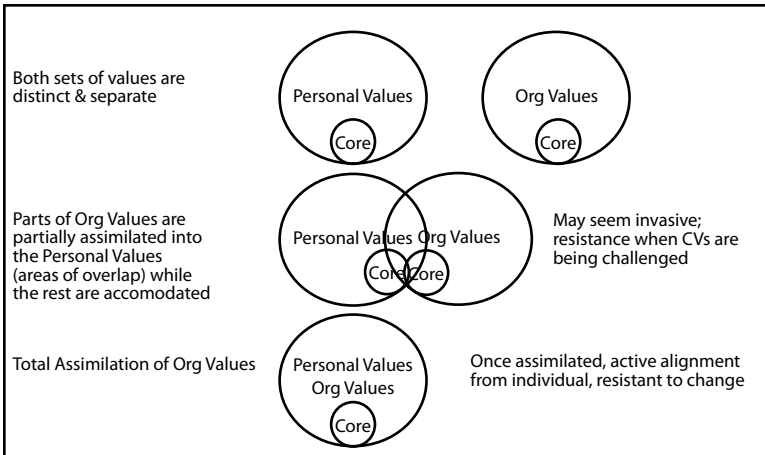 Both sets of values are
distinct & separate
Personal Values
Core
Org Values
Core
Parts of Org Values are
partially assimilated into
the Personal Values
(areas of overlap) while
the rest are accomodated
Personal Values
Org Values
Core
Core
May seem invasive;
resistance when CVs are
being challenged
Total Assimilation of Org Values
Personal Values
Org Values
Core
Once assimilated, active alignment
from individual, resistant to change